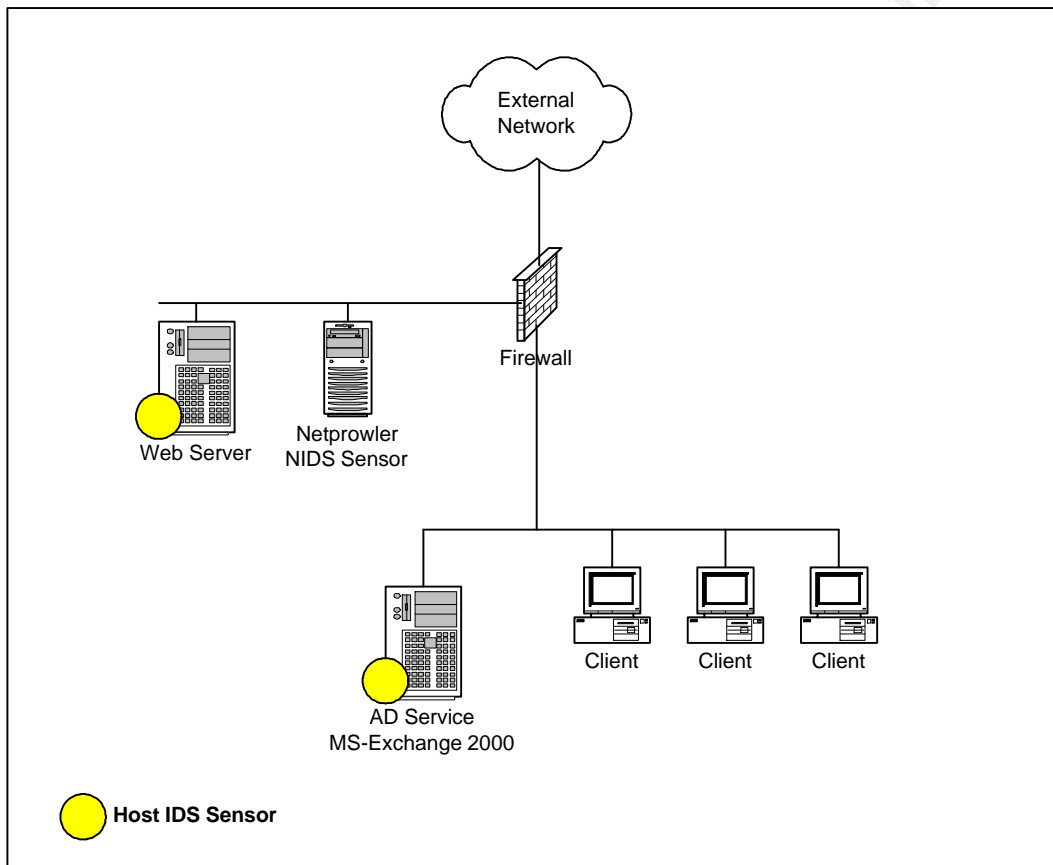 External
Network
Firewall
Web Server
Netprowler
NIDS Sensor
AD Service
MS-Exchange 2000
Client
Client
Client
Host IDS Sensor